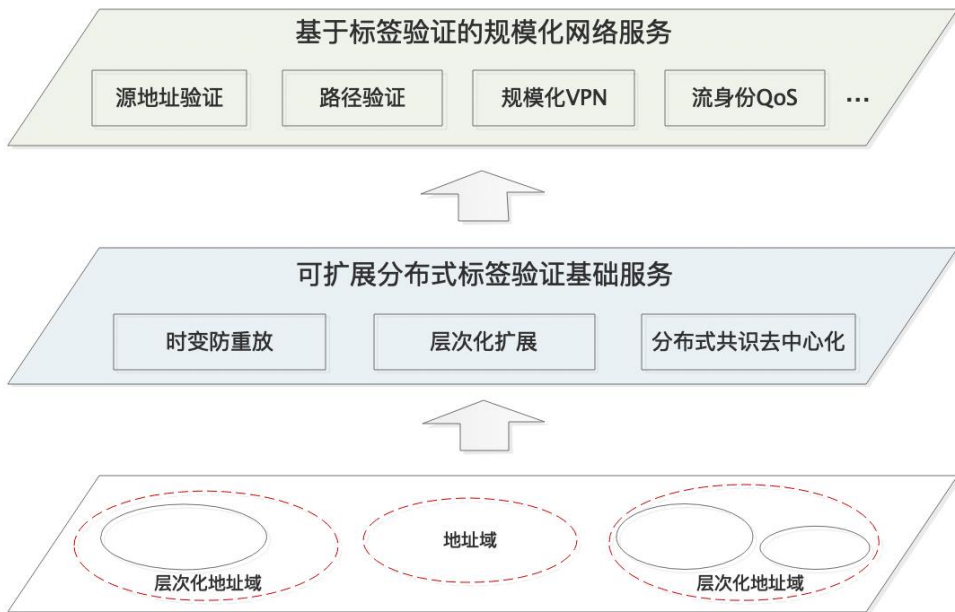 基于标签验证的规模化网络服务
源地址验证
路径验证
规模化VPN
流身份QoS
…
可扩展分布式标签验证基础服务
时变防重放
层次化扩展
分布式共识去中心化
层次化地址域
地址域
层次化地址域